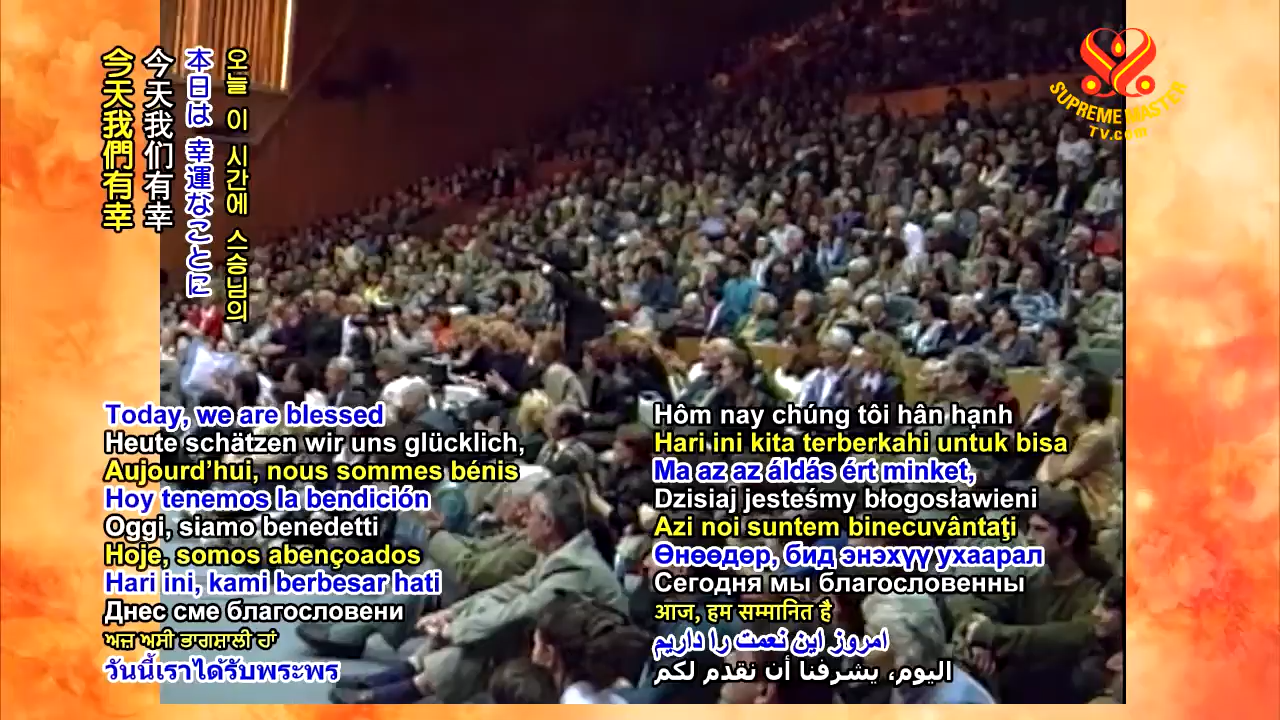 今天我們有幸
今天我们有幸
本日は 幸運なことに
오늘 이 시간에 스승님의
SUPREME MASTER
TV.com
Today, we are blessed
Heute schätzen wir uns glücklich,
Aujourd’hui, nous sommes bénis
Hoy tenemos la bendición
Oggi, siamo benedetti
Hoje, somos abençoados
Hari ini, kami berbesar hati
Днес сме благословени
ਅਜ਼ ਅਸੀ ਭਾਗਸ਼ਾਲੀ ਹਾਂ
วันนี้เราได้รับพระพร
Hôm nay chúng tôi hân hạnh
Hari ini kita terberkahi untuk bisa
Ma az az áldás ért minket,
Dzisiaj jesteśmy błogosławieni
Azi noi suntem binecuvântaţi
Өнөөдөр, бид энэхүү ухаарал
Сегодня мы благословенны
आज, हम सम्मानित है
امروز این نعمت را داریم
اليوم، يشرفنا أن نقدم لكم